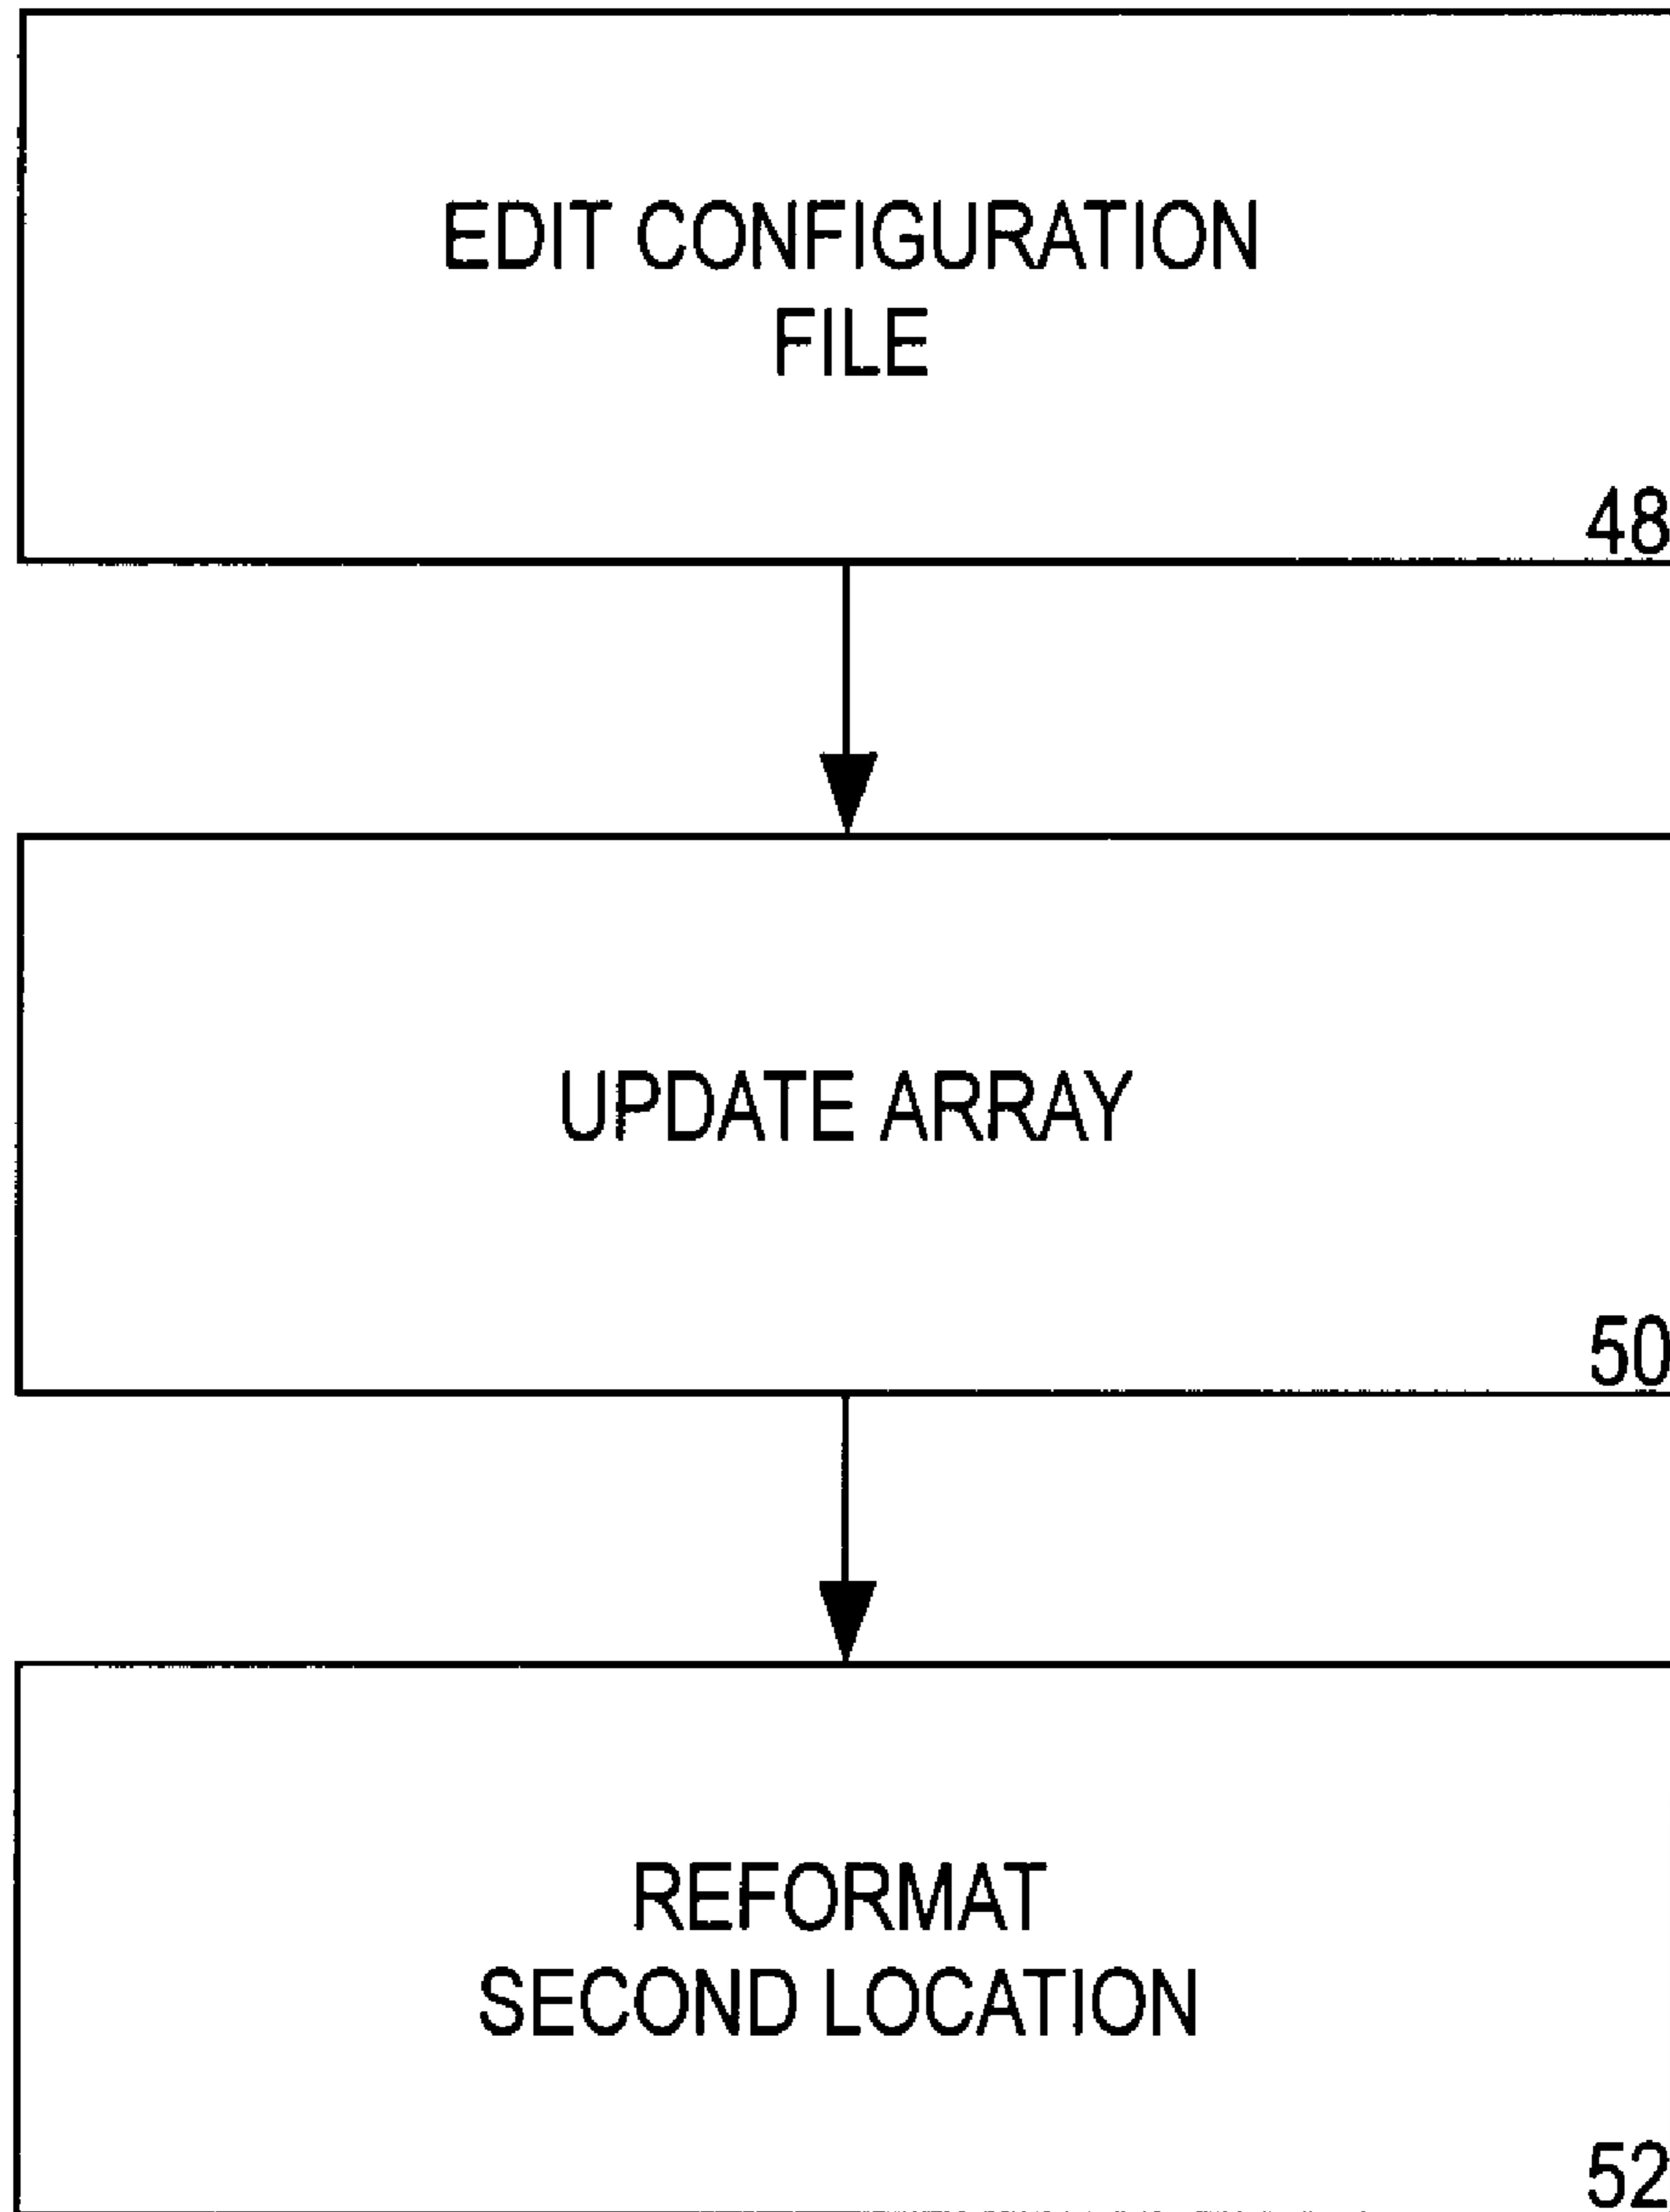 EDIT CONFIGURATION
FILE
48
UPDATE ARRAY
50
REFORMAT
SECOND LOCATION
52